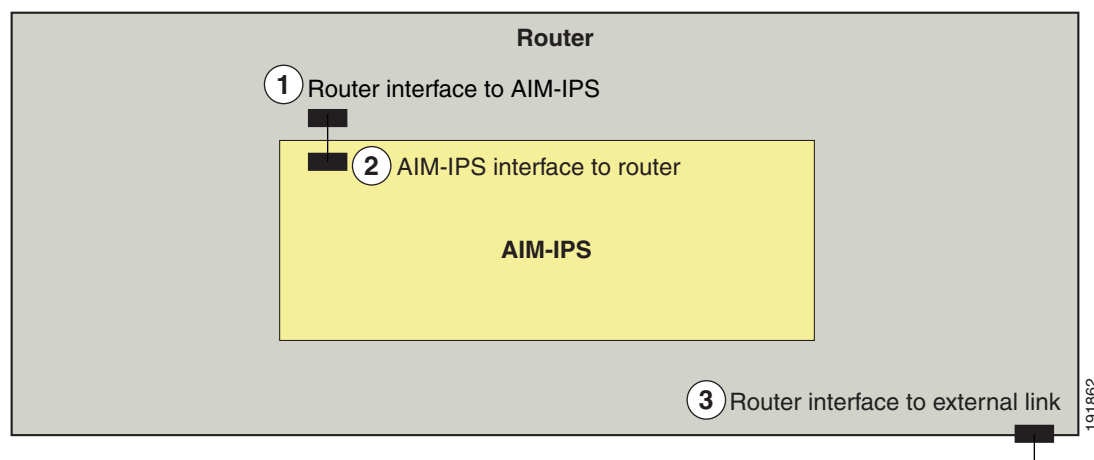 Router
1 Router interface to AIM-IPS
2 AIM-IPS interface to router
AIM-IPS
3 Router interface to external link
191862